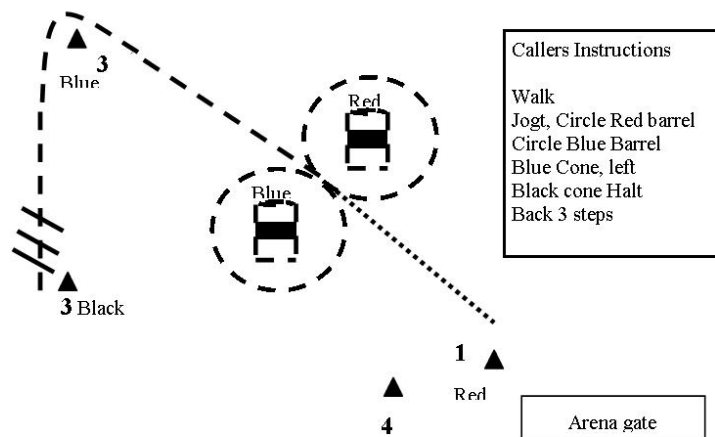 3
Blue
Red
Blue
3 Black
1
Red
4
Callers Instructions
Walk
Jogt, Circle Red barrel
Circle Blue Barrel
Blue Cone, left
Black cone Halt
Back 3 steps
Arena gate